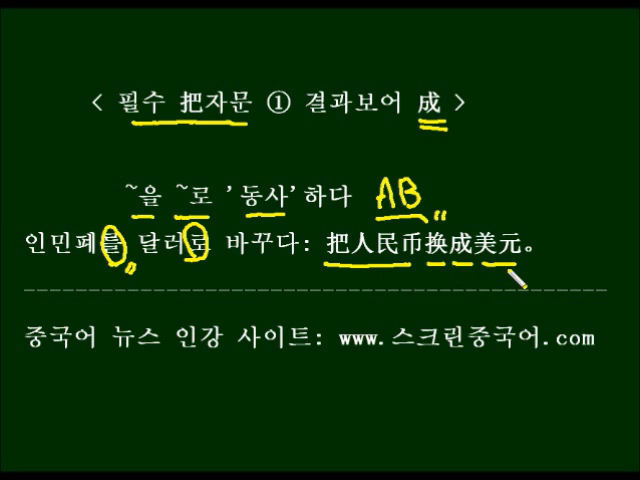 < 필수 把자문 ① 결과보어 成 >
~을 ~로 '동사'하다 AB
인민폐를 달러로 바꾸다: 把人民币换成美元。
중국어 뉴스 인강 사이트: www.스크린중국어.com